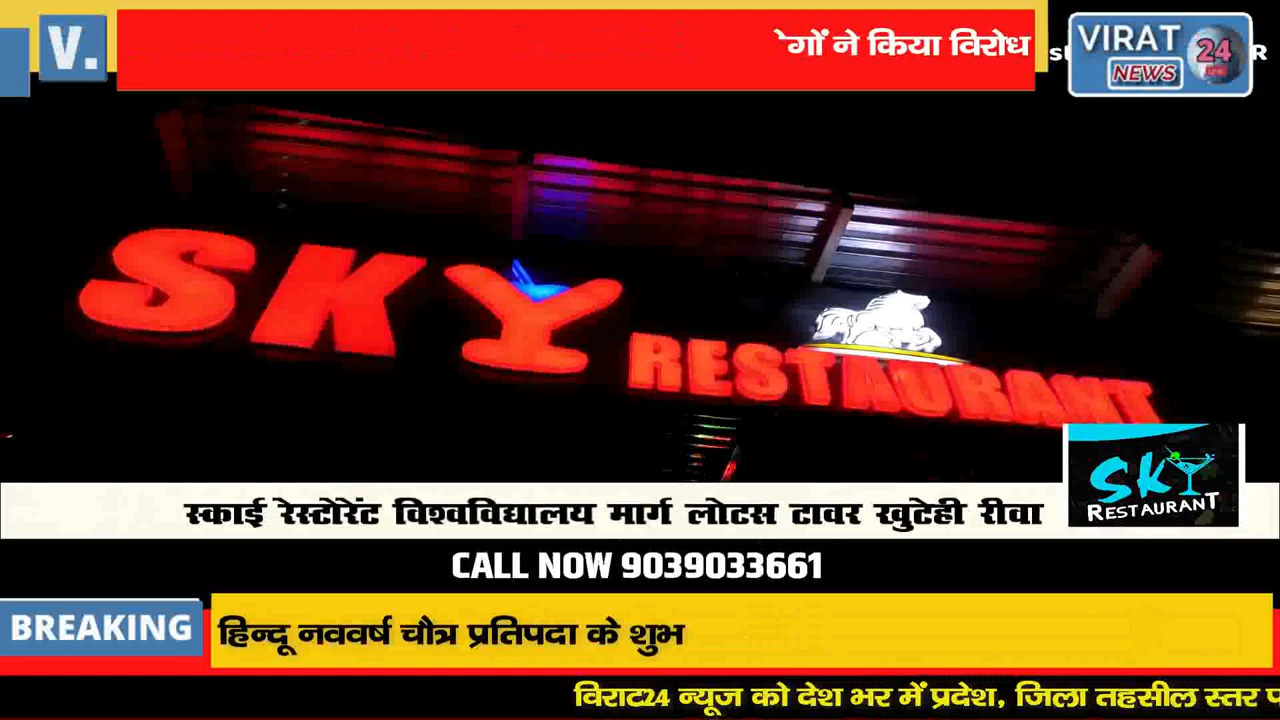 V.
ने किया विरोध
VIRAT 24
NEWS
SKY RESTAURANT
SKY
RESTAURANT
स्काई रेस्टोरेंट विश्वविद्यालय मार्ग लोटस टावर खुटेही रीवा
CALL NOW 9039033661
BREAKING
हिन्दू नववर्ष चौत्र प्रतिपदा के शुभ
विराट24 न्यूज को देश भर में प्रदेश, जिला तहसील स्तर